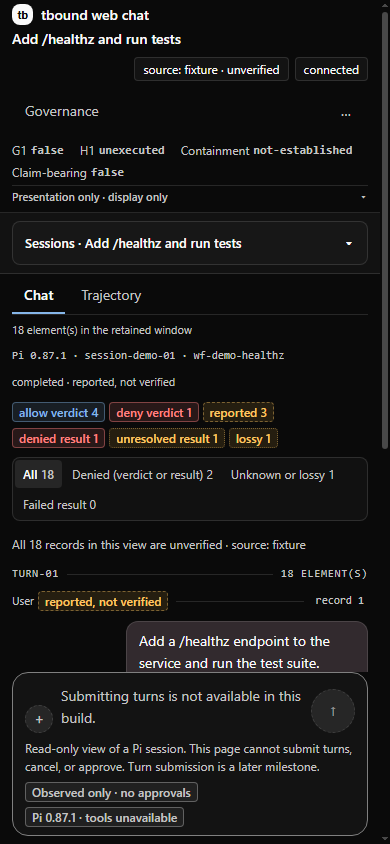 tb tbound web chat
Add /healthz and run tests
source: fixture · unverified connected
Governance ...
G1 false H1 unexecuted Containment not-established
Claim-bearing false
Presentation only · display only
Sessions · Add /healthz and run tests
Chat Trajectory
18 element(s) in the retained window
Pi 0.87.1 · session-demo-01 · wf-demo-healthz
completed · reported, not verified
allow verdict 4 deny verdict 1 reported 3
denied result 1 unresolved result 1 lossy 1
All 18 Denied (verdict or result) 2 Unknown or lossy 1
Failed result 0
All 18 records in this view are unverified · source: fixture
TURN-01 18 ELEMENT(S)
User reported, not verified record 1
Add a /healthz endpoint to the
service and run the test suite.
Submitting turns is not available in this
build.
+ ↑
Read-only view of a Pi session. This page cannot submit turns,
cancel, or approve. Turn submission is a later milestone.
Observed only · no approvals
Pi 0.87.1 · tools unavailable